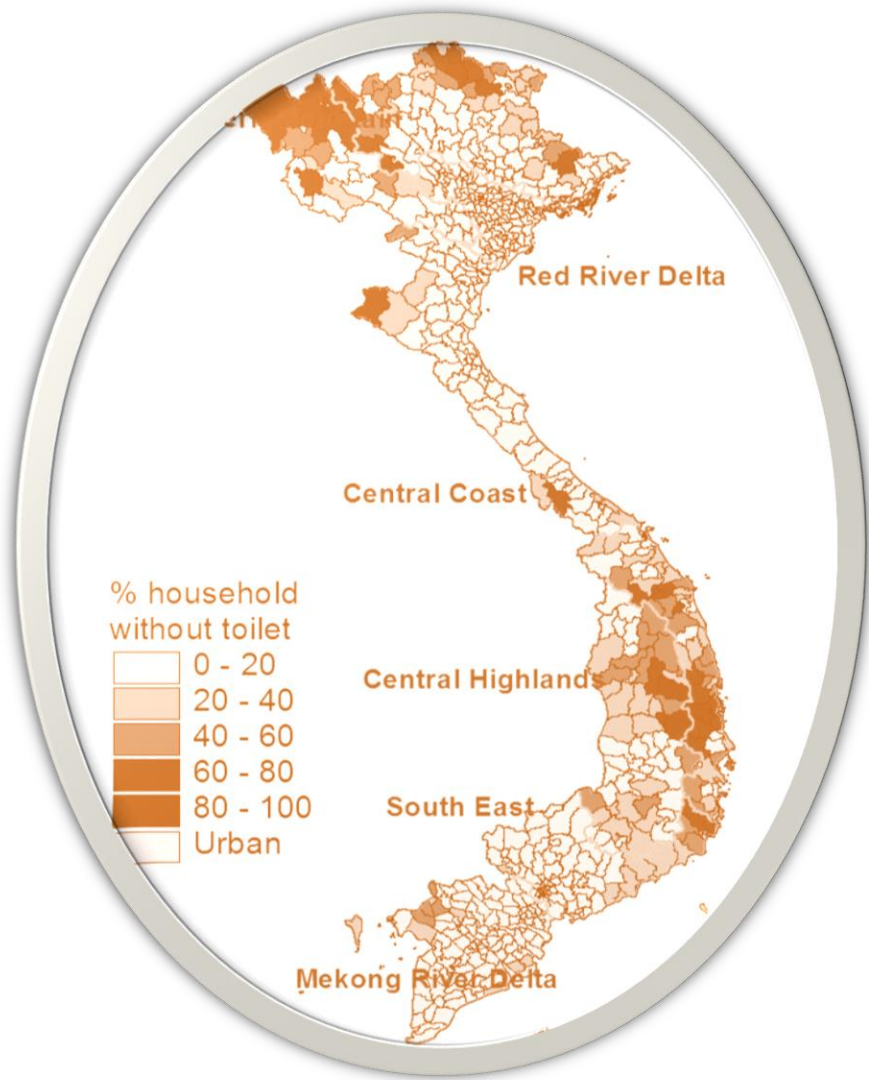 Red River Delta
Central Coast
% household
without toilet
0 - 20
20 - 40
40 - 60
60 - 80
80 - 100
Urban
Central Highlands
South East
Mekong River Delta